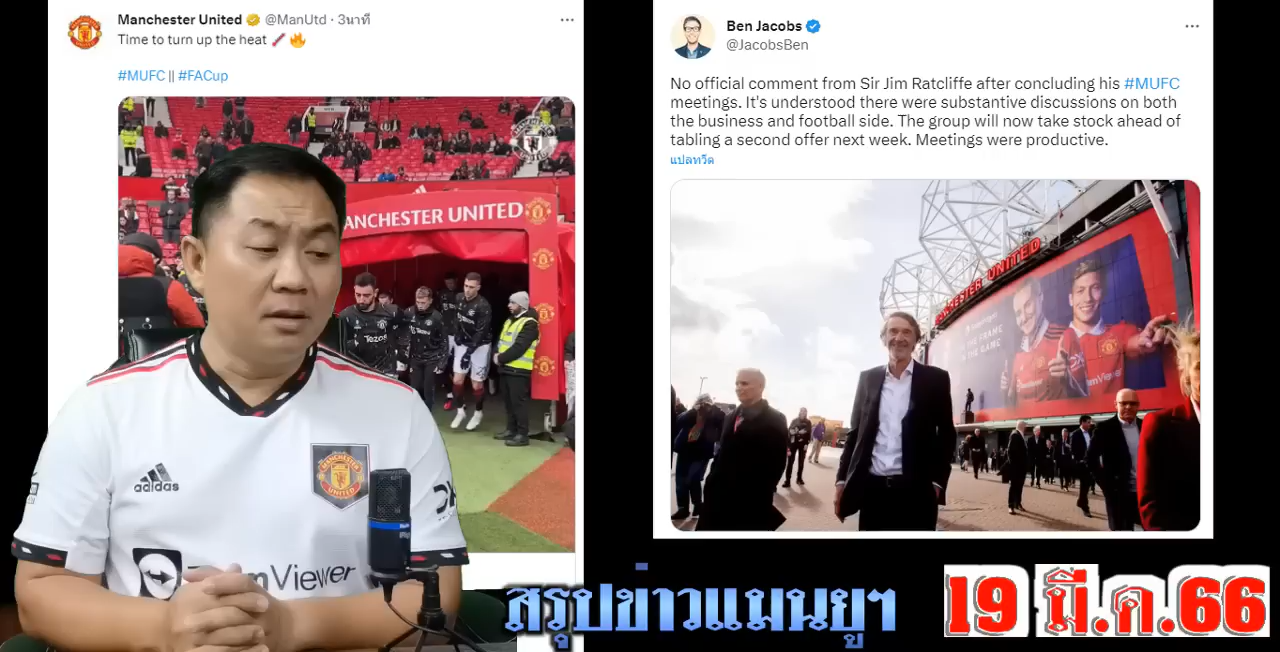 Manchester United @ManUtd · 3นาที
Time to turn up the heat
#MUFC || #FACup
MANCHESTER UNITED
Tezos
adidas
TeamViewer
Ben Jacobs
@JacobsBen
No official comment from Sir Jim Ratcliffe after concluding his #MUFC
meetings. It's understood there were substantive discussions on both
the business and football side. The group will now take stock ahead of
tabling a second offer next week. Meetings were productive.
แปลทวีต
MANCHESTER UNITED
สรุปข่าวแมนยูฯ
19 มี.ค.66